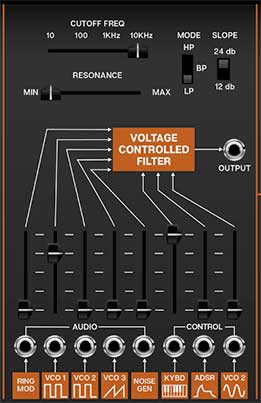 CUTOFF FREQ
10 100 1KHz 10KHz
MODE
HP
BP
LP
SLOPE
24 db
12 db
RESONANCE
MIN MAX
VOLTAGE
CONTROLLED
FILTER
OUTPUT
AUDIO
CONTROL
RING
MOD
VCO 1
VCO 2
VCO 3
NOISE
GEN
KYBD
ADSR
VCO 2